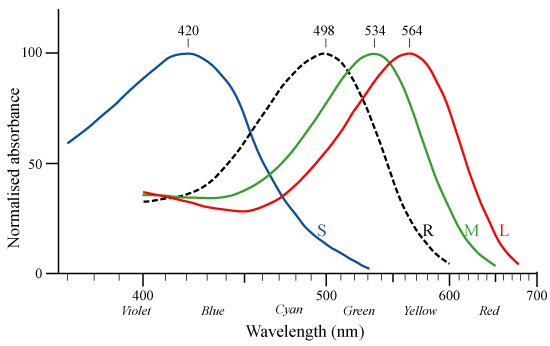 420 498 534 564
100
50
0
Normalised absorbance
S R M L
400 500 600 700
Violet Blue Cyan Green Yellow Red
Wavelength (nm)